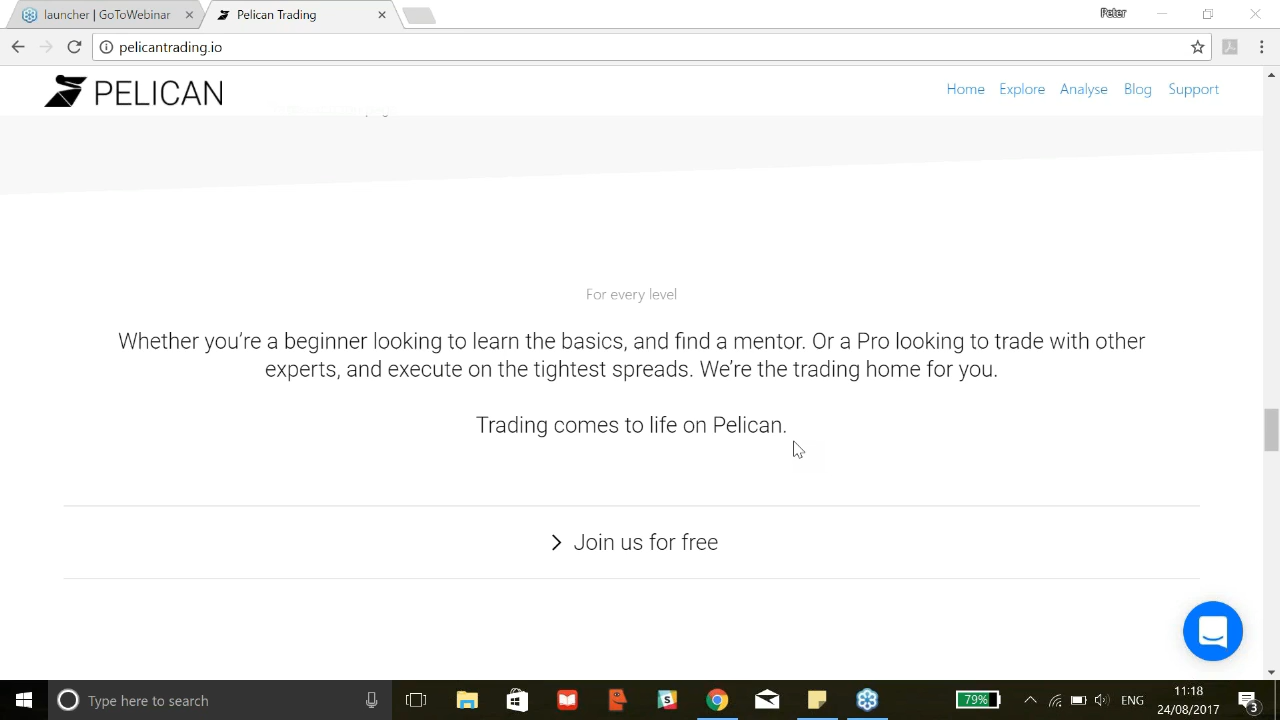 launcher | GoToWebinar
Pelican Trading
Peter
pelicantrading.io
PELICAN
Home
Explore
Analyse
Blog
Support
For every level
Whether you're a beginner looking to learn the basics, and find a mentor. Or a Pro looking to trade with other
experts, and execute on the tightest spreads. We're the trading home for you.
Trading comes to life on Pelican.
Join us for free
Type here to search
79%
ENG
11:18
24/08/2017
3